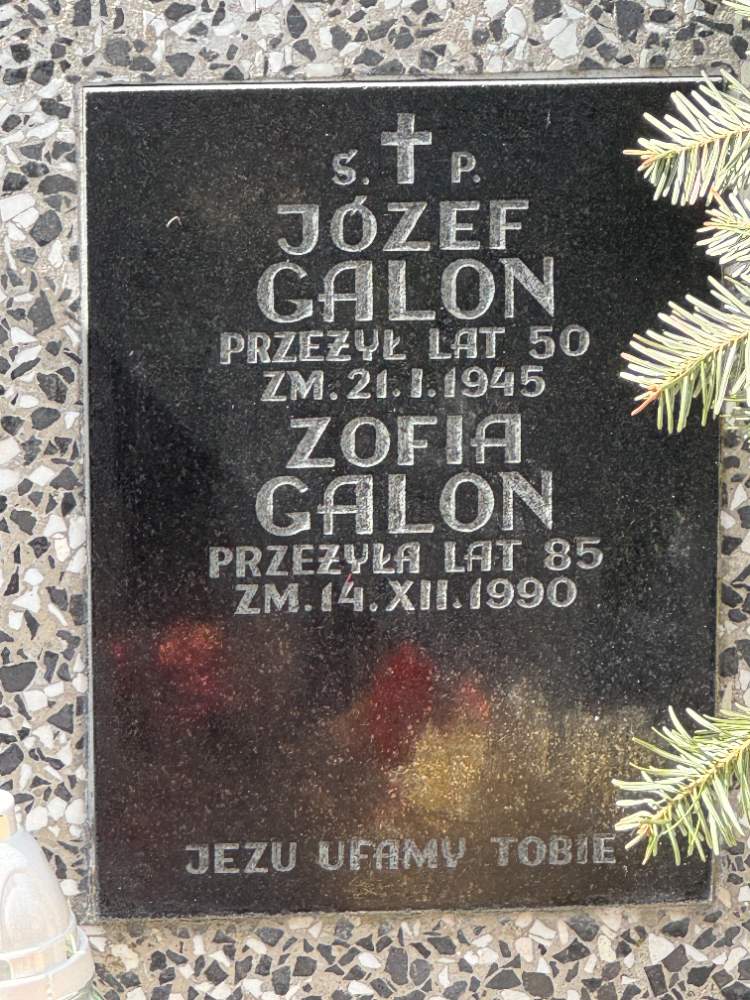 Ś. P.
JÓZEF
GALON
PRZEŻYŁ LAT 50
ZM. 21. I. 1945
ZOFIA
GALON
PRZEŻYŁA LAT 85
ZM. 14. XII. 1990
JEZU UFAMY TOBIE